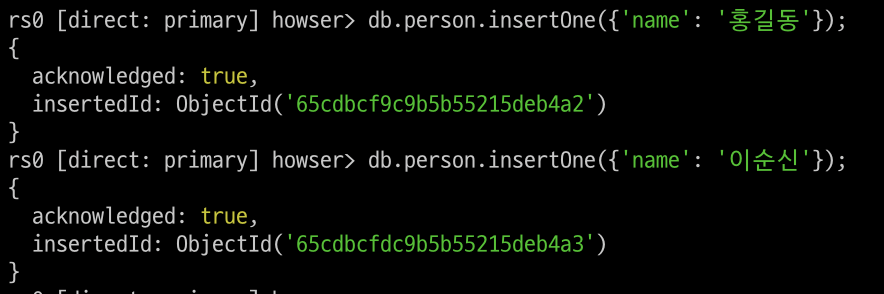 rs0 [direct: primary] howser> db.person.insertOne({'name': '홍길동'});
{
  acknowledged: true,
  insertedId: ObjectId('65cdbcf9c9b5b55215deb4a2')
}
rs0 [direct: primary] howser> db.person.insertOne({'name': '이순신'});
{
  acknowledged: true,
  insertedId: ObjectId('65cdbcfdc9b5b55215deb4a3')
}